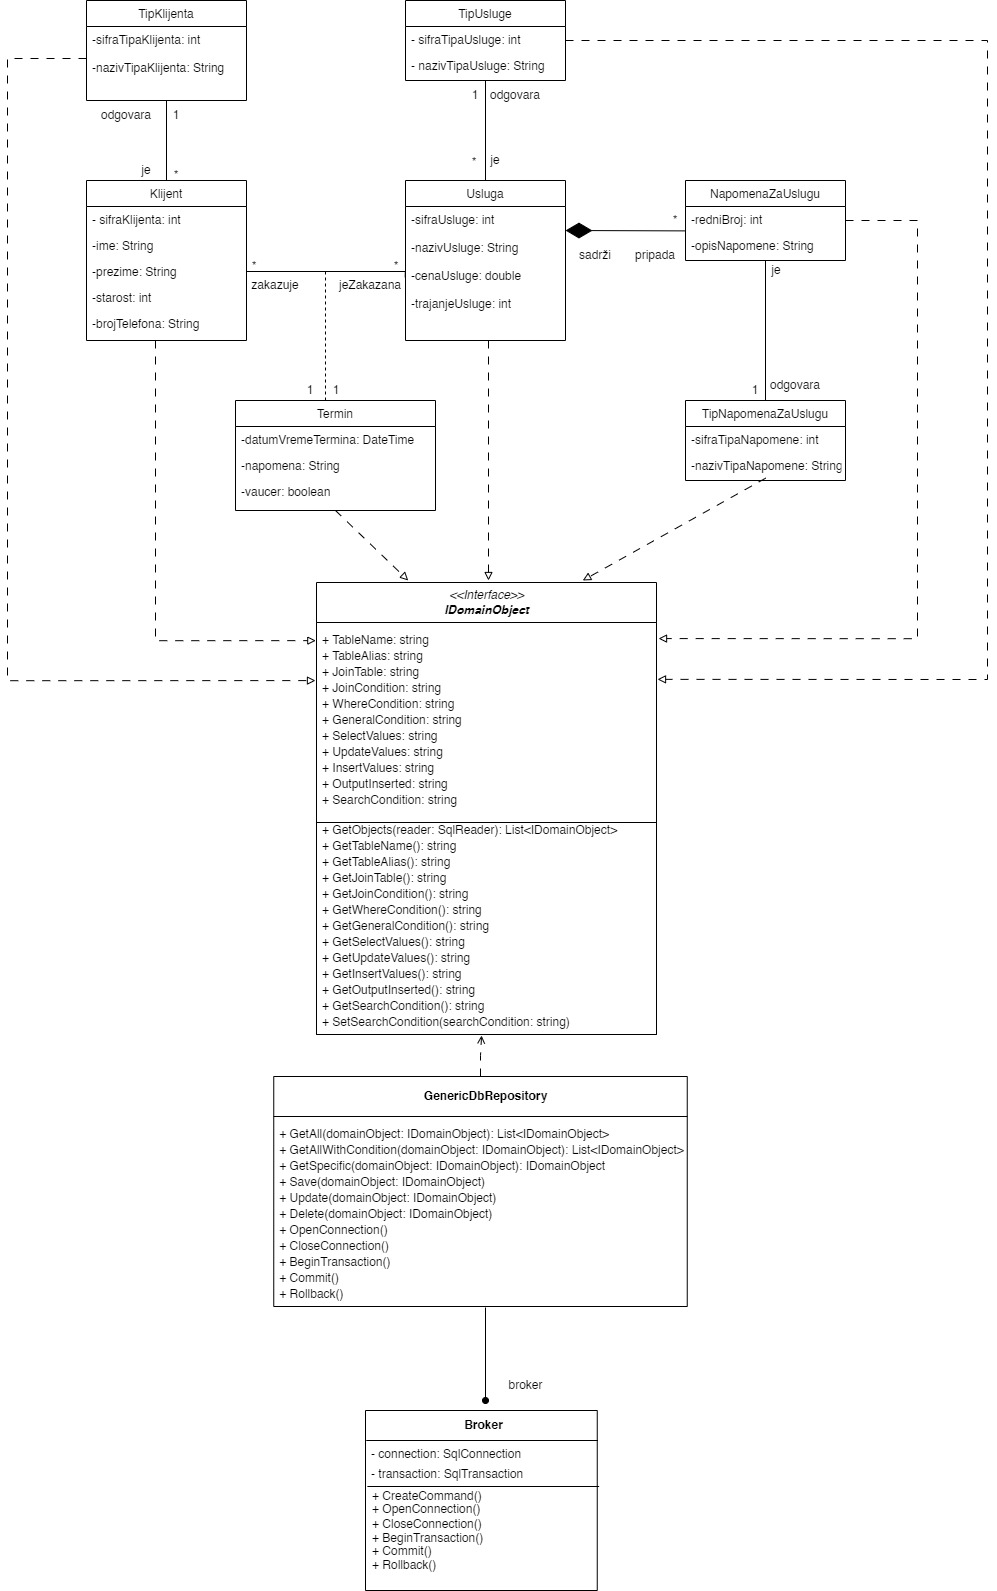 TipKlijenta
-sifraTipaKlijenta: int
-nazivTipaKlijenta: String
TipUsluge
- sifraTipaUsluge: int
- nazivTipaUsluge: String
odgovara
1
je
*
1
odgovara
*
je
Klijent
- sifraKlijenta: int
-ime: String
-prezime: String
-starost: int
-brojTelefona: String
*
zakazuje
*
jeZakazana
Usluga
-sifraUsluge: int
-nazivUsluge: String
-cenaUsluge: double
-trajanjeUsluge: int
sadrži
*
pripada
NapomenaZaUslugu
-redniBroj: int
-opisNapomene: String
je
1
odgovara
1
1
Termin
-datumVremeTermina: DateTime
-napomena: String
-vaucer: boolean
TipNapomenaZaUslugu
-sifraTipaNapomene: int
-nazivTipaNapomene: String
<<Interface>>
IDomainObject
+ TableName: string
+ TableAlias: string
+ JoinTable: string
+ JoinCondition: string
+ WhereCondition: string
+ GeneralCondition: string
+ SelectValues: string
+ UpdateValues: string
+ InsertValues: string
+ OutputInserted: string
+ SearchCondition: string
+ GetObjects(reader: SqlReader): List<IDomainObject>
+ GetTableName(): string
+ GetTableAlias(): string
+ GetJoinTable(): string
+ GetJoinCondition(): string
+ GetWhereCondition(): string
+ GetGeneralCondition(): string
+ GetSelectValues(): string
+ GetUpdateValues(): string
+ GetInsertValues(): string
+ GetOutputInserted(): string
+ GetSearchCondition(): string
+ SetSearchCondition(searchCondition: string)
GenericDbRepository
+ GetAll(domainObject: IDomainObject): List<IDomainObject>
+ GetAllWithCondition(domainObject: IDomainObject): List<IDomainObject>
+ GetSpecific(domainObject: IDomainObject): IDomainObject
+ Save(domainObject: IDomainObject)
+ Update(domainObject: IDomainObject)
+ Delete(domainObject: IDomainObject)
+ OpenConnection()
+ CloseConnection()
+ BeginTransaction()
+ Commit()
+ Rollback()
broker
Broker
- connection: SqlConnection
- transaction: SqlTransaction
+ CreateCommand()
+ OpenConnection()
+ CloseConnection()
+ BeginTransaction()
+ Commit()
+ Rollback()